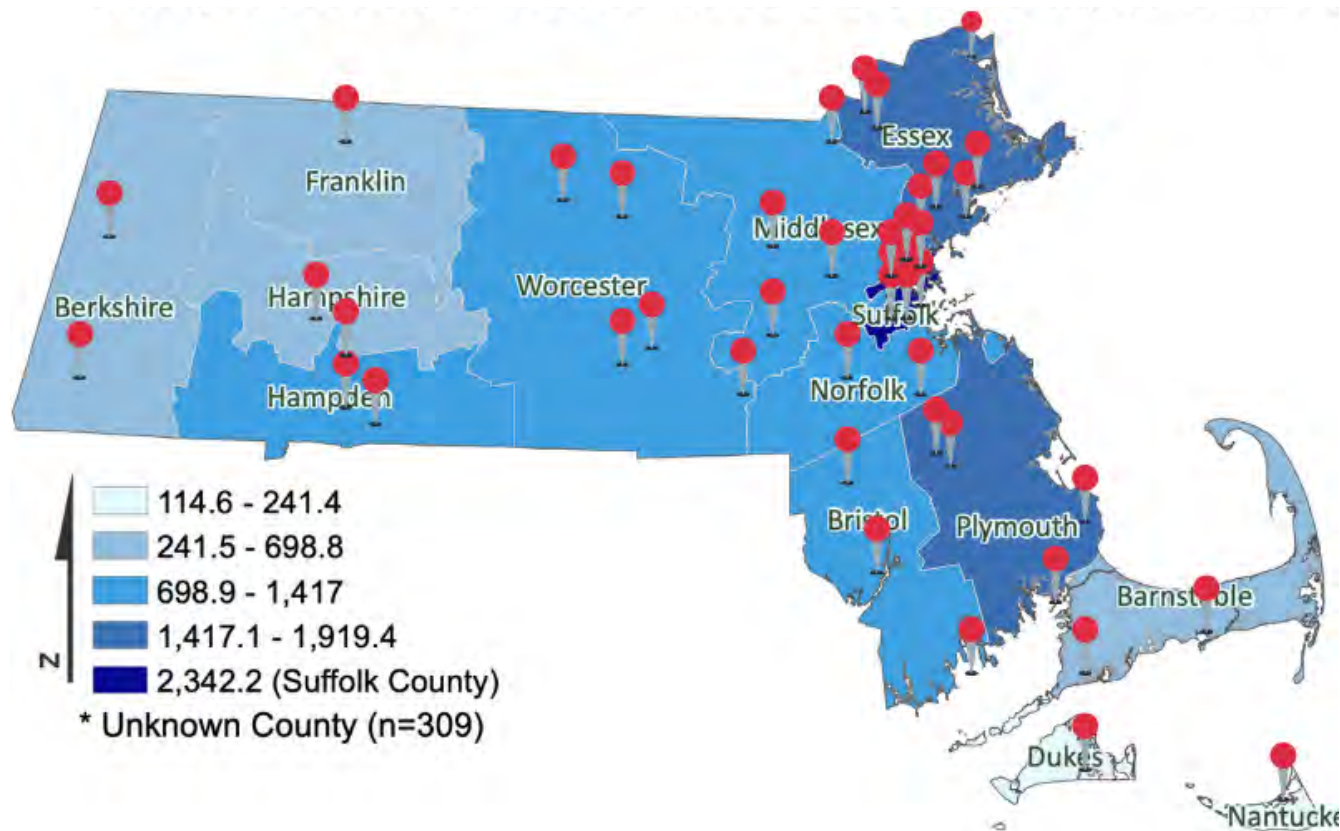 Essex
Franklin
Middlesex
Worcester
Hampshire
Berkshire
Suffolk
Hampden
Norfolk
114.6 - 241.4
241.5 - 698.8
698.9 - 1,417
1,417.1 - 1,919.4
2,342.2 (Suffolk County)
* Unknown County (n=309)
N
Bristol
Plymouth
Barnstable
Dukes
Nantucke